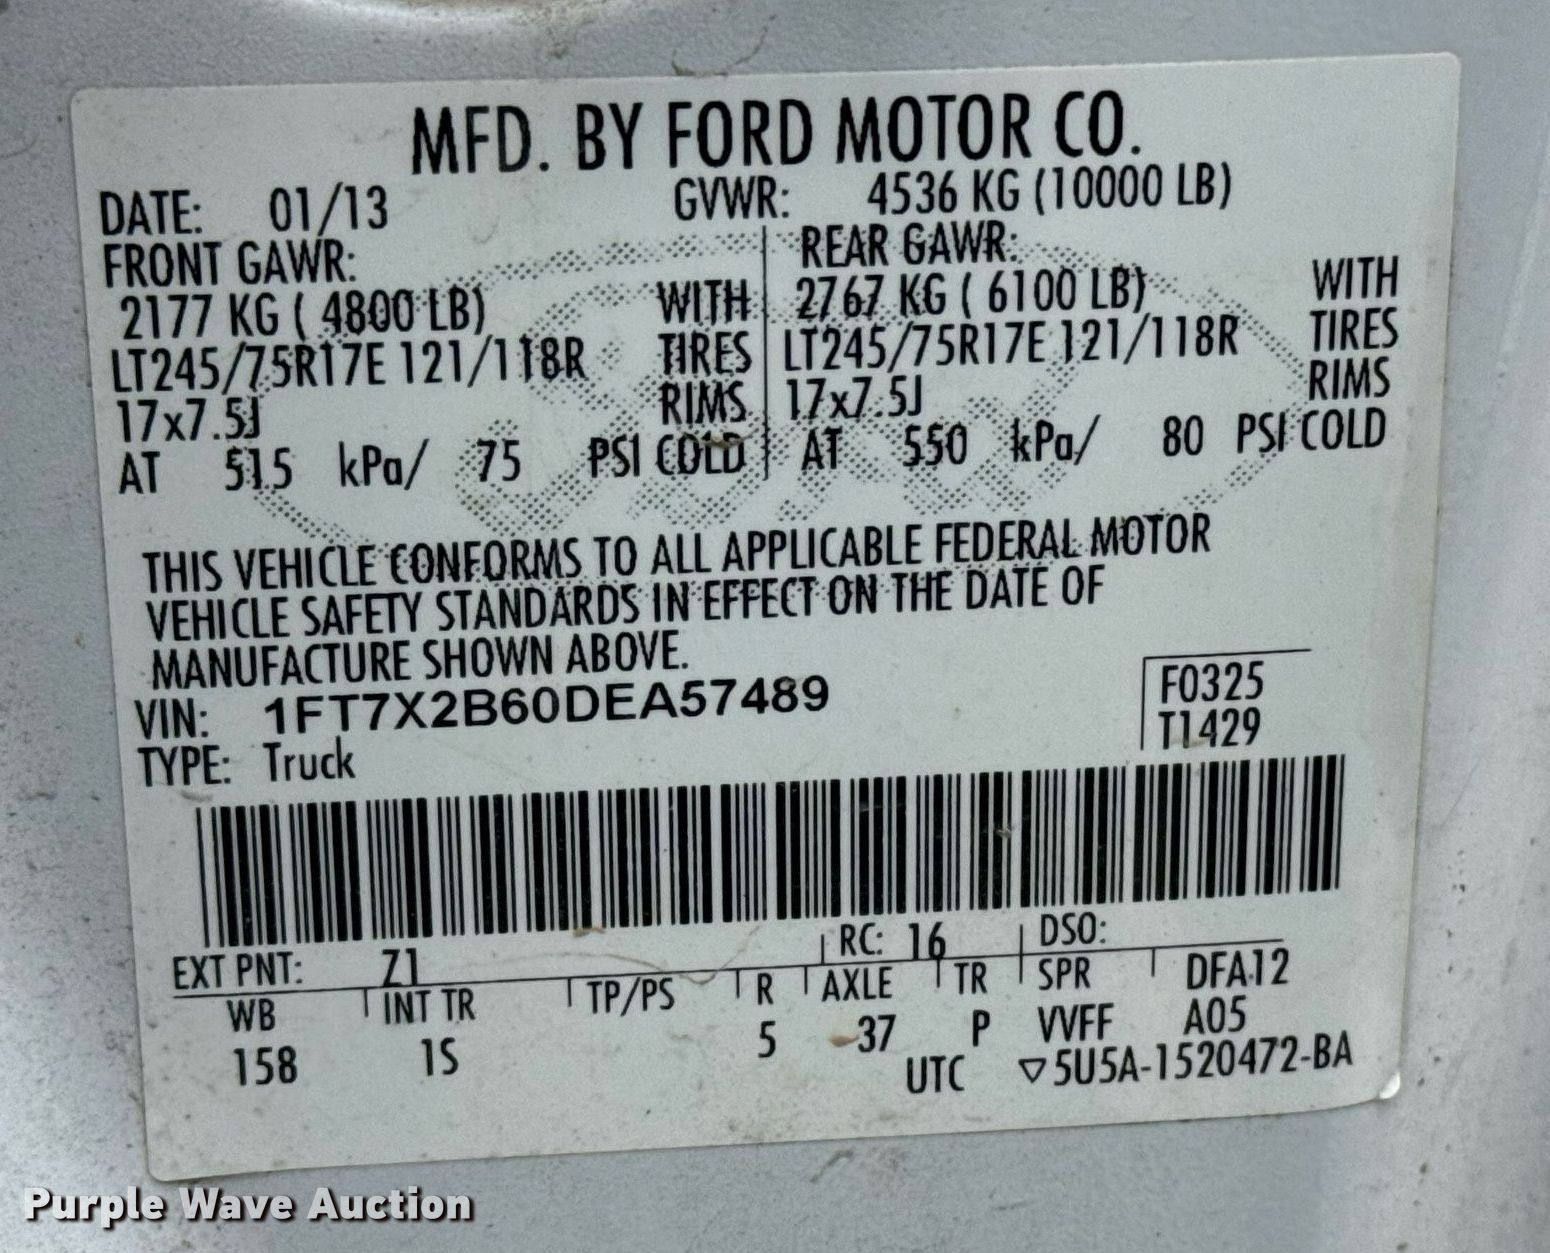 MFD. BY FORD MOTOR CO.
DATE: 01/13 GVWR: 4536 KG (10000 LB)
FRONT GAWR: REAR GAWR:
2177 KG ( 4800 LB) WITH 2767 KG ( 6100 LB) WITH
LT245/75R17E 121/118R TIRES LT245/75R17E 121/118R TIRES
17x7.5J RIMS 17x7.5J RIMS
AT 515 kPa/ 75 PSI COLD AT 550 kPa/ 80 PSI COLD
THIS VEHICLE CONFORMS TO ALL APPLICABLE FEDERAL MOTOR
VEHICLE SAFETY STANDARDS IN EFFECT ON THE DATE OF
MANUFACTURE SHOWN ABOVE.
VIN: 1FT7X2B60DEA57489 F0325
TYPE: Truck T1429
EXT PNT: Z1 RC: 16 DSO:
WB INT TR TP/PS R AXLE TR SPR DFA12
158 1S 5 37 P VVFF A05
UTC ▽5U5A-1520472-BA
Purple Wave Auction